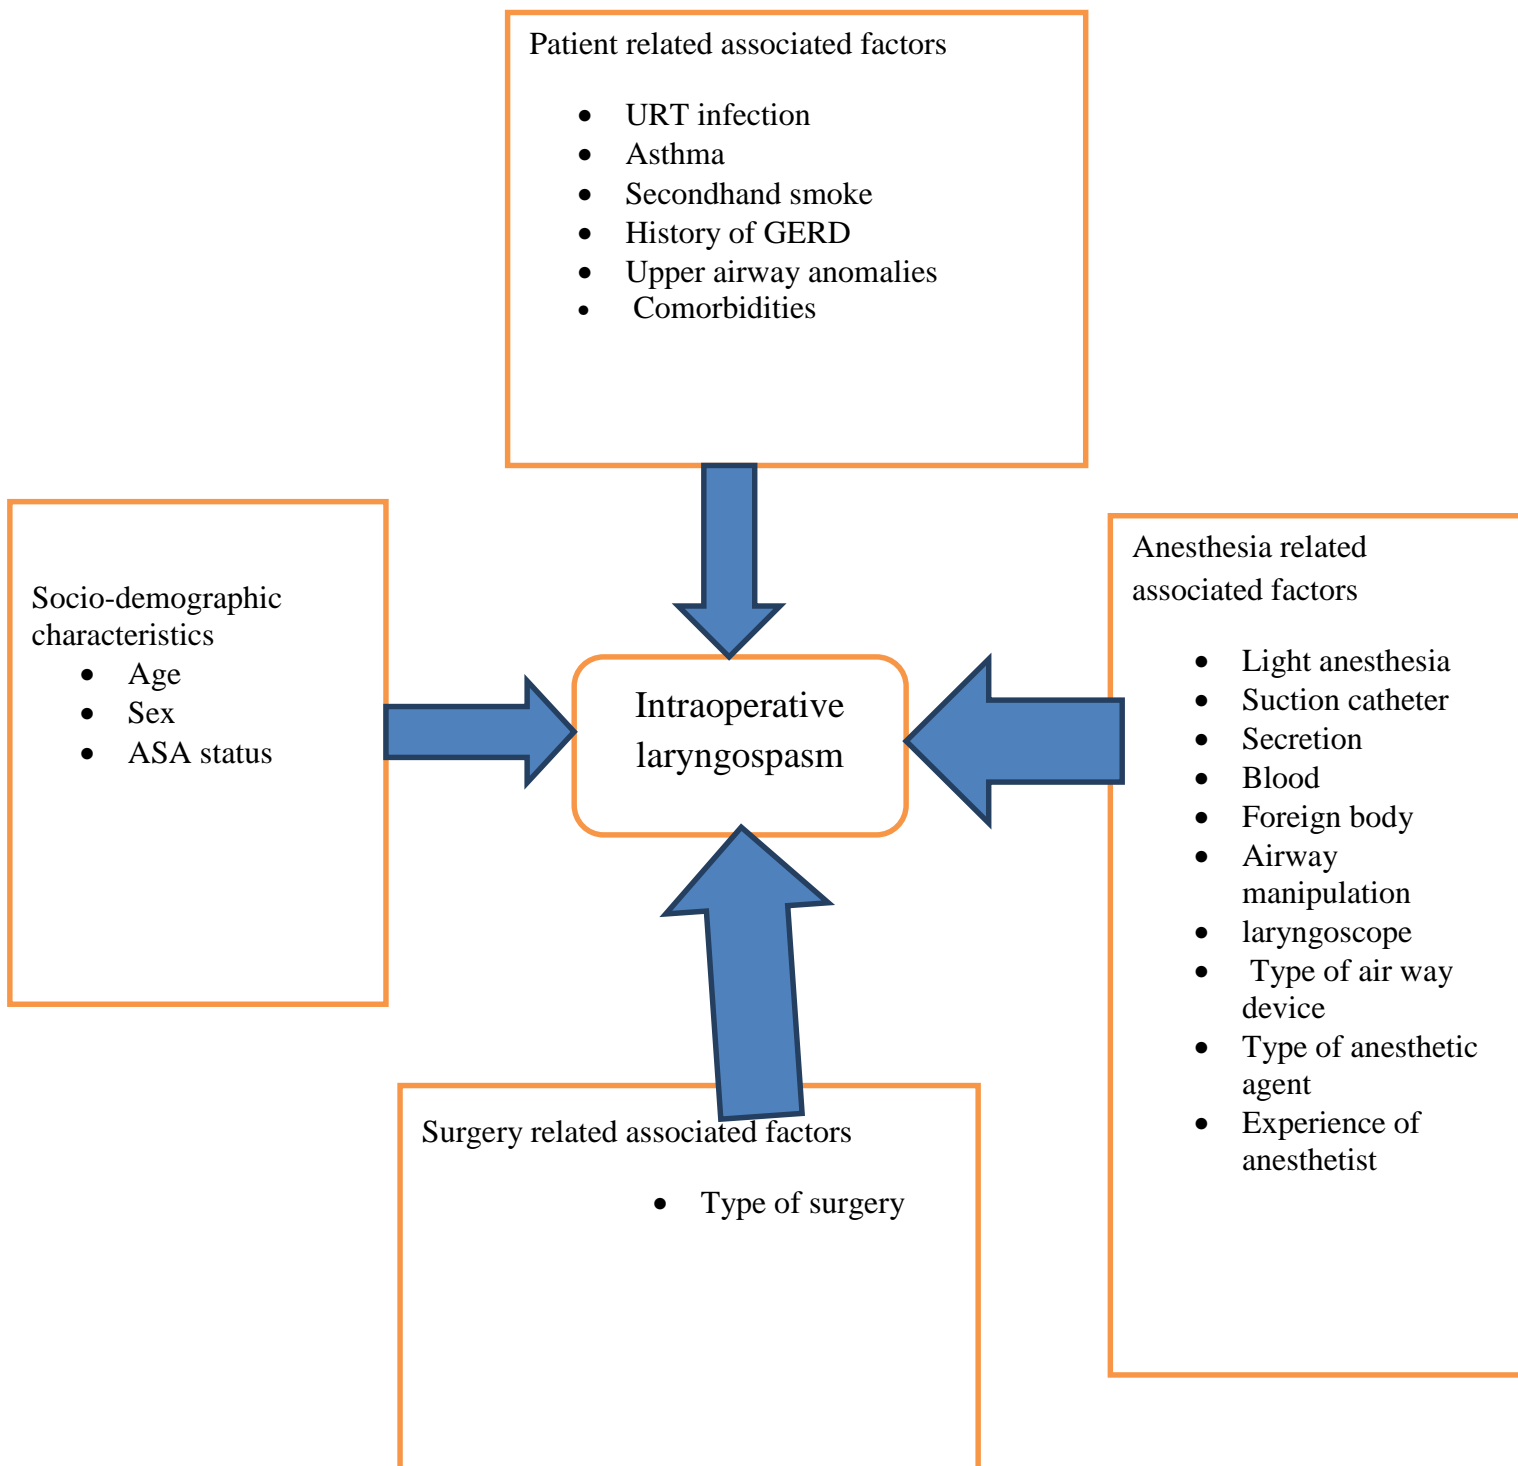 Patient related associated factors
• URT infection
• Asthma
• Secondhand smoke
• History of GERD
• Upper airway anomalies
• Comorbidities
Socio-demographic
characteristics
• Age
• Sex
• ASA status
Intraoperative
laryngospasm
Anesthesia related
associated factors
• Light anesthesia
• Suction catheter
• Secretion
• Blood
• Foreign body
• Airway
manipulation
• laryngoscope
• Type of air way
device
• Type of anesthetic
agent
• Experience of
anesthetist
Surgery related associated factors
• Type of surgery